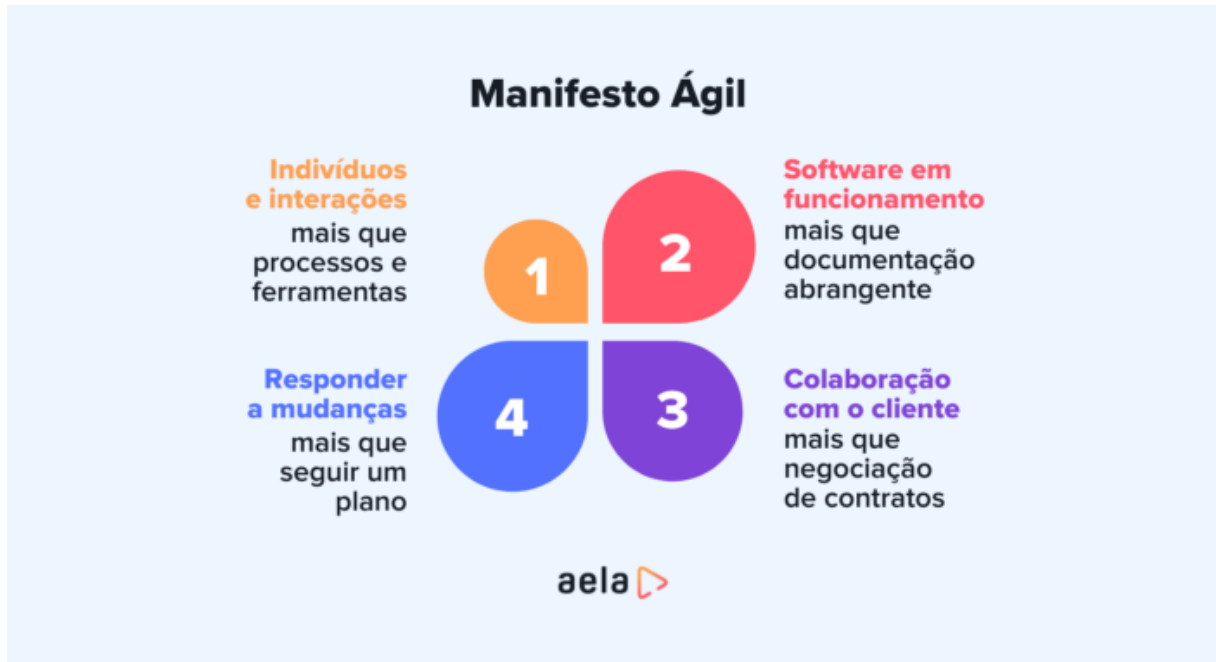 Manifesto Ágil
Indivíduos
e interações
mais que
processos e
ferramentas
1
2
Software em
funcionamento
mais que
documentação
abrangente
Responder
a mudanças
mais que
seguir um
plano
4
3
Colaboração
com o cliente
mais que
negociação
de contratos
aela